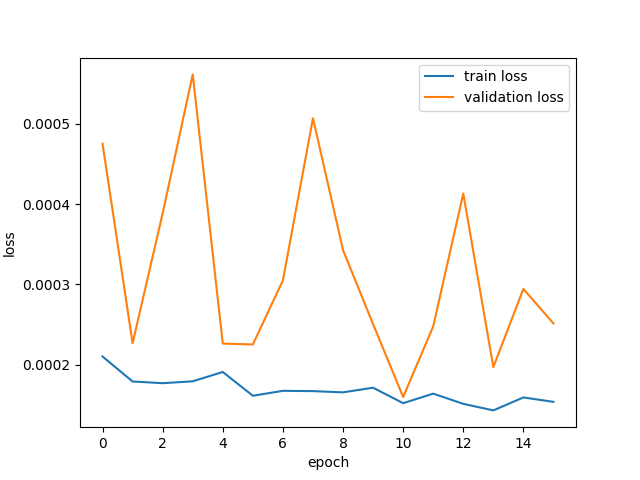 train loss
validation loss
0.0005
0.0004
0.0003
0.0002
loss
0 2 4 6 8 10 12 14
epoch